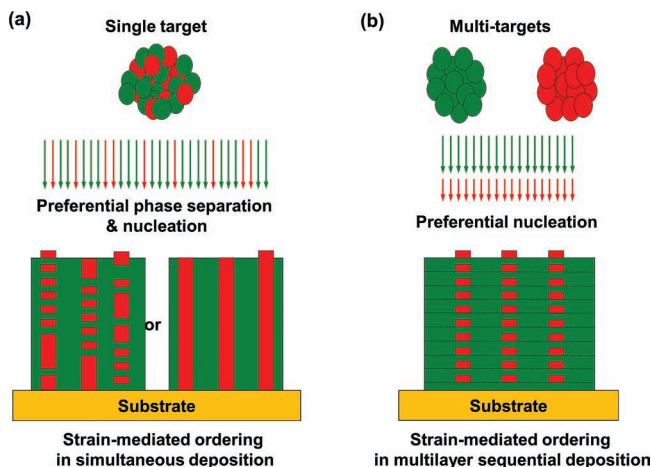 (a)
Single target
Preferential phase separation
& nucleation
or
Substrate
Strain-mediated ordering
in simultaneous deposition
(b)
Multi-targets
Preferential nucleation
Substrate
Strain-mediated ordering
in multilayer sequential deposition